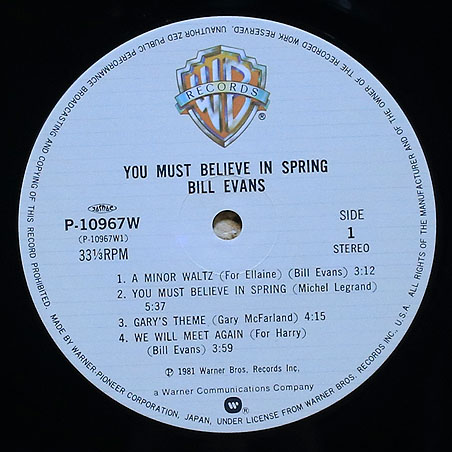 WB
RECORDS
®
YOU MUST BELIEVE IN SPRING
BILL EVANS
P-10967W
(P-10967W1)
33⅓RPM
SIDE
1
STEREO
1. A MINOR WALTZ (For Ellaine) (Bill Evans) 3:12
2. YOU MUST BELIEVE IN SPRING (Michel Legrand)
5:37
3. GARY'S THEME (Gary McFarland) 4:15
4. WE WILL MEET AGAIN (For Harry)
(Bill Evans) 3:59
℗ 1981 Warner Bros. Records Inc.
a Warner Communications Company
®
MADE BY WARNER-PIONEER CORPORATION, JAPAN, UNDER LICENSE FROM WARNER BROS. RECORDS INC., U.S.A. ALL RIGHTS OF THE MANUFACTURER AND OF THE OWNER OF THE RECORDED WORK RESERVED. UNAUTHORIZED PUBLIC PERFORMANCE BROADCASTING AND COPYING OF THIS RECORD PROHIBITED.